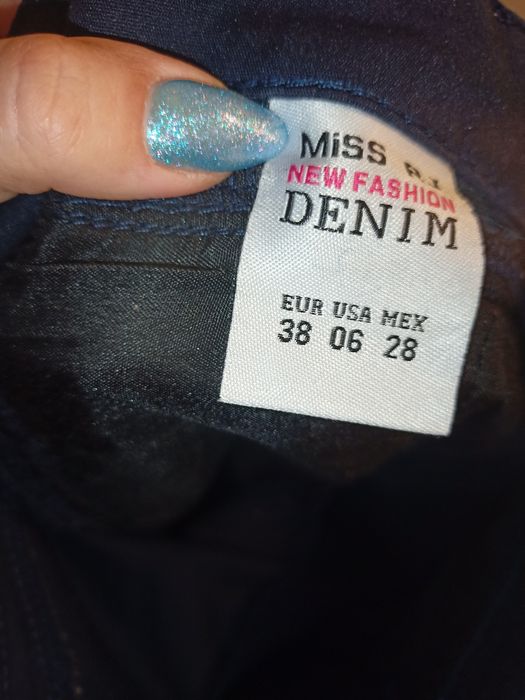 MiSS R.J
NEW FASHION
DENIM
EUR USA MEX
38 06 28